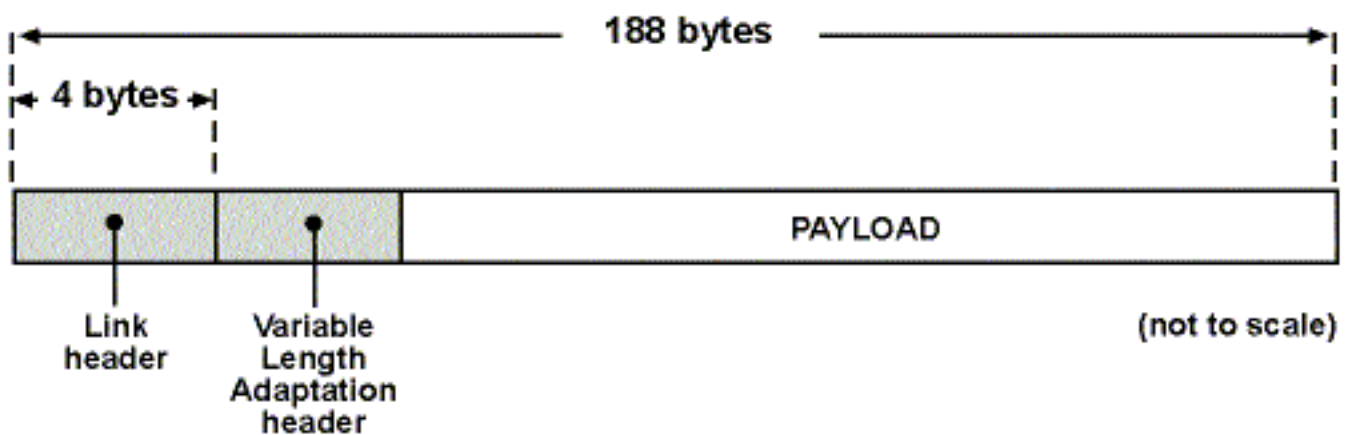 188 bytes
4 bytes
PAYLOAD
Link
header
Variable
Length
Adaptation
header
(not to scale)